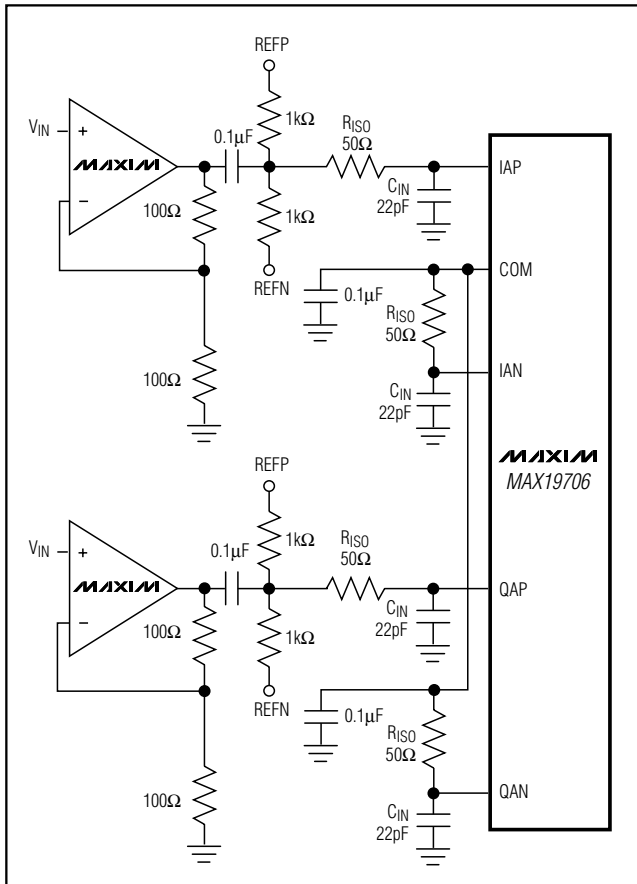 REFP
VIN
+
−
MAXIM
0.1μF
1kΩ
RISO
50Ω
IAP
100Ω
1kΩ
CIN
22pF
REFN
COM
0.1μF
RISO
50Ω
100Ω
IAN
CIN
22pF
MAXIM
MAX19706
REFP
VIN
+
−
MAXIM
0.1μF
1kΩ
RISO
50Ω
QAP
100Ω
1kΩ
CIN
22pF
REFN
0.1μF
RISO
50Ω
100Ω
QAN
CIN
22pF